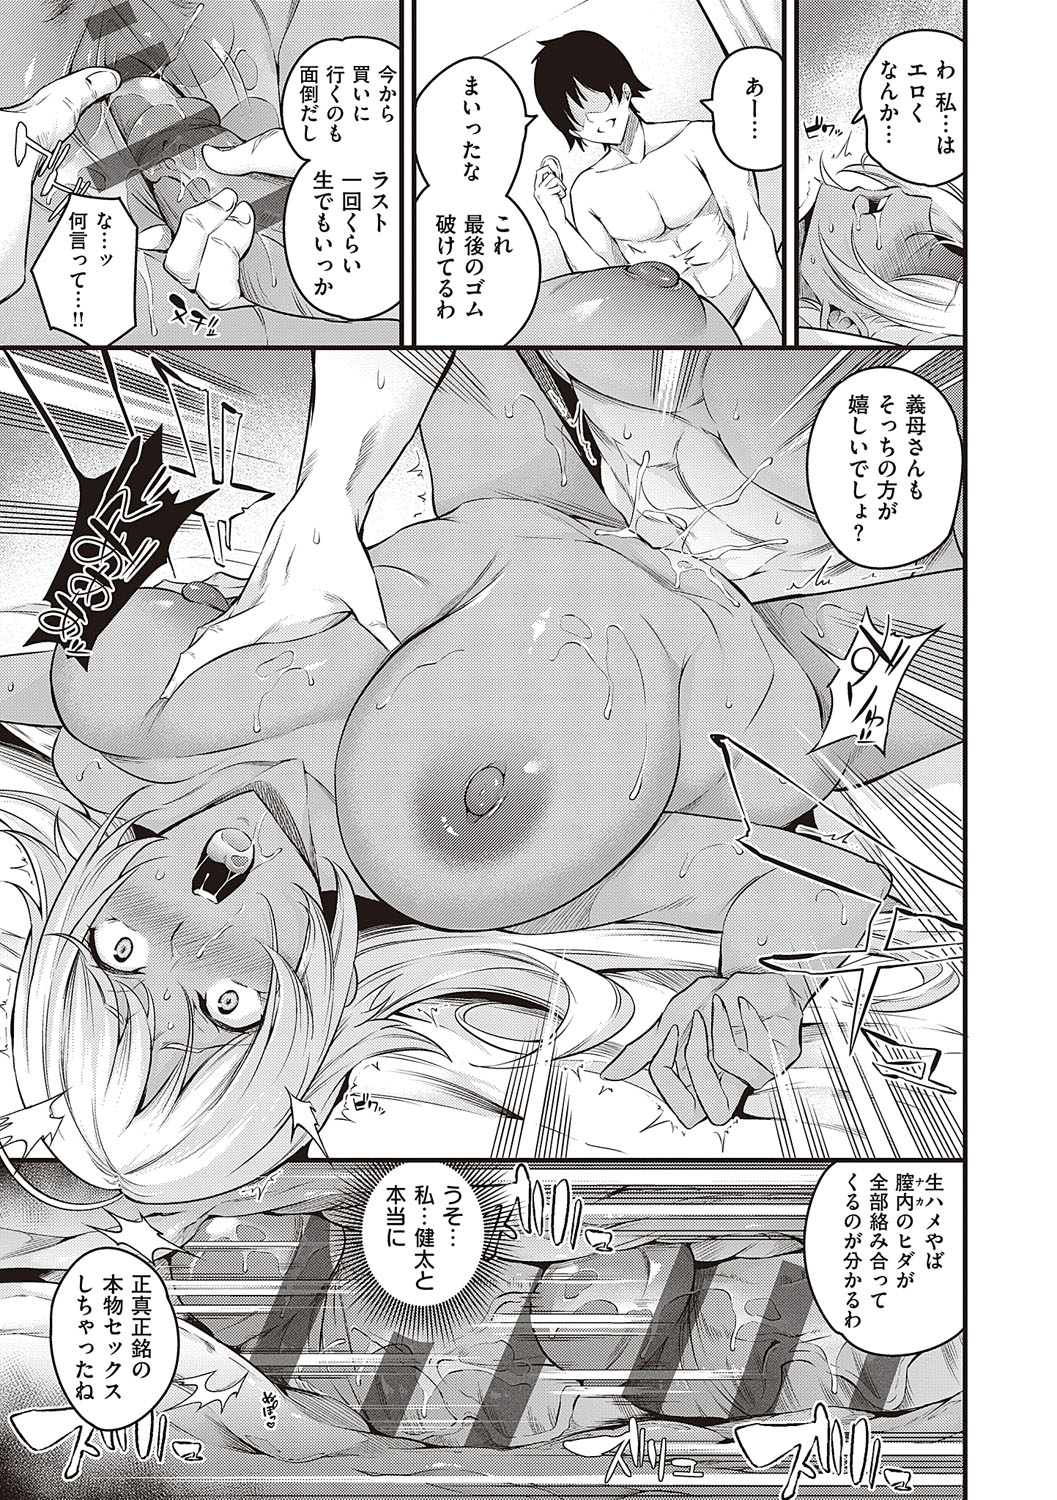 わ 私…は
エロく
なんか…
あー…
まいったな
これ
最後のゴム
破けてるわ
今から
買いに
行くのも
面倒だし
ラスト
一回くらい
生でもいっか
な…ッ
何言って…!!
義母さんも
そっちの方が
嬉しいでしょ?
生ハメやば
膣内のヒダが
ナカ
全部絡み合って
くるのが分かるわ
うそ…
私…健太と
本当に
正真正銘の
本物セックス
しちゃったね